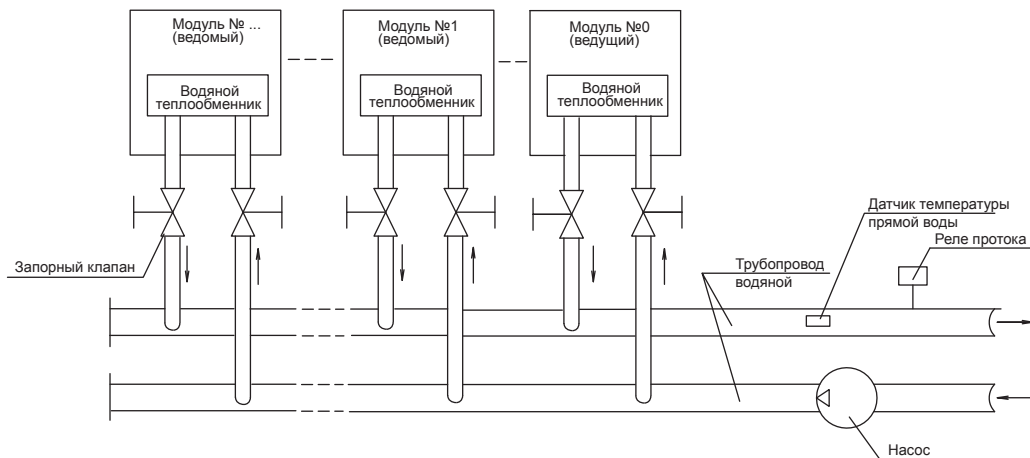 Модуль № ...
(ведомый)
Модуль №1
(ведомый)
Модуль №0
(ведущий)
Водяной
теплообменник
Водяной
теплообменник
Водяной
теплообменник
Датчик температуры
прямой воды
Реле протока
Запорный клапан
Трубопровод
водяной
Насос